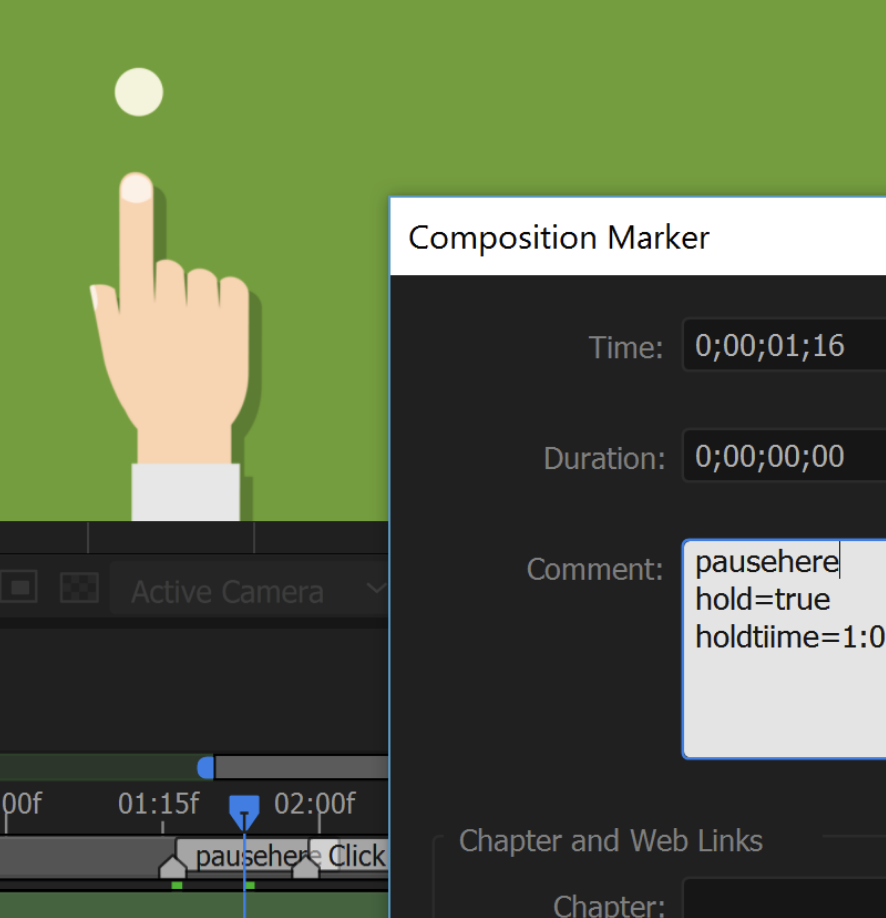 Composition Marker
Time: 0;00;01;16
Duration: 0;00;00;00
Comment: pausehere
hold=true
holdtiime=1:0
Active Camera
00f 01:15f 02:00f
pausehere Click
Chapter and Web Links
Chapter: